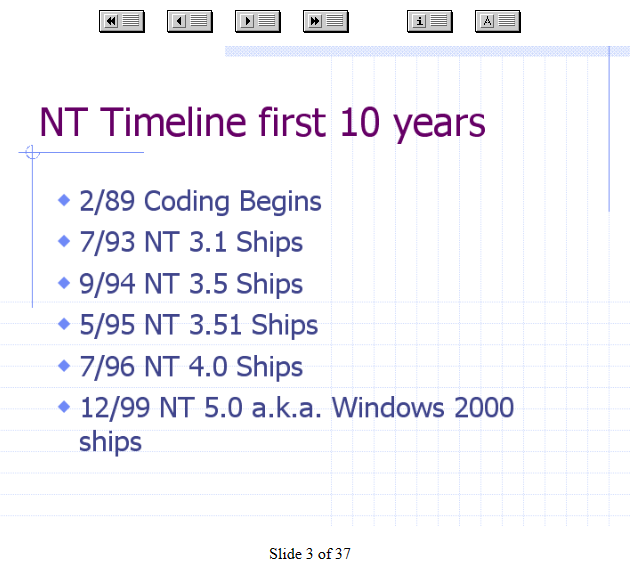 NT Timeline first 10 years
2/89 Coding Begins
7/93 NT 3.1 Ships
9/94 NT 3.5 Ships
5/95 NT 3.51 Ships
7/96 NT 4.0 Ships
12/99 NT 5.0 a.k.a. Windows 2000
ships
Slide 3 of 37